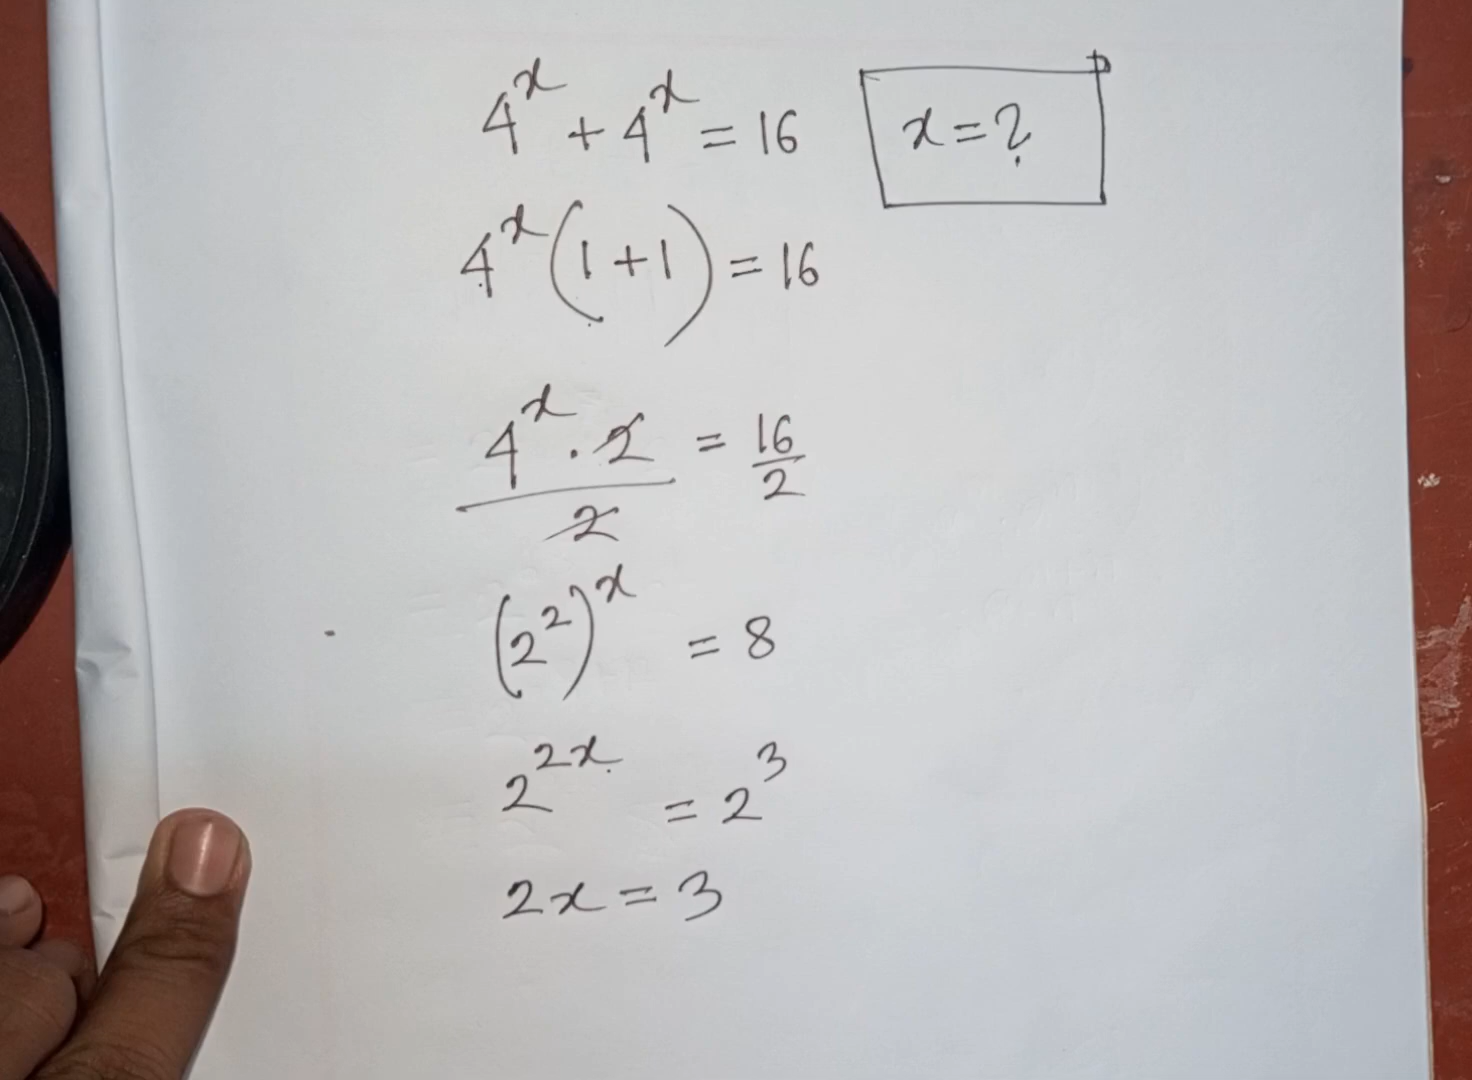 4^x + 4^x = 16 x = ?
4^x (1 + 1) = 16
4^x . 2 / 2 = 16 / 2
(2^2)^x = 8
2^2x = 2^3
2x = 3